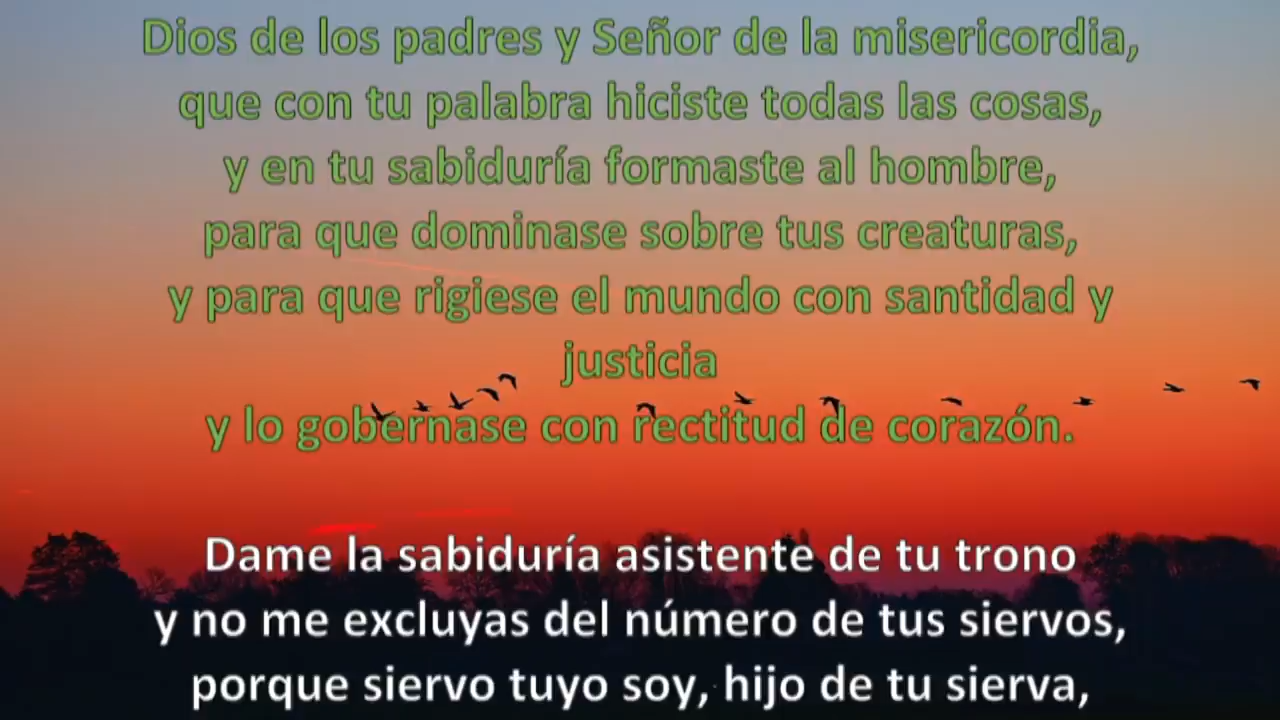 Dios de los padres y Señor de la misericordia,
que con tu palabra hiciste todas las cosas,
y en tu sabiduría formaste al hombre,
para que dominase sobre tus creaturas,
y para que rigiese el mundo con santidad y
justicia
y lo gobernase con rectitud de corazón.
Dame la sabiduría asistente de tu trono
y no me excluyas del número de tus siervos,
porque siervo tuyo soy, hijo de tu sierva,